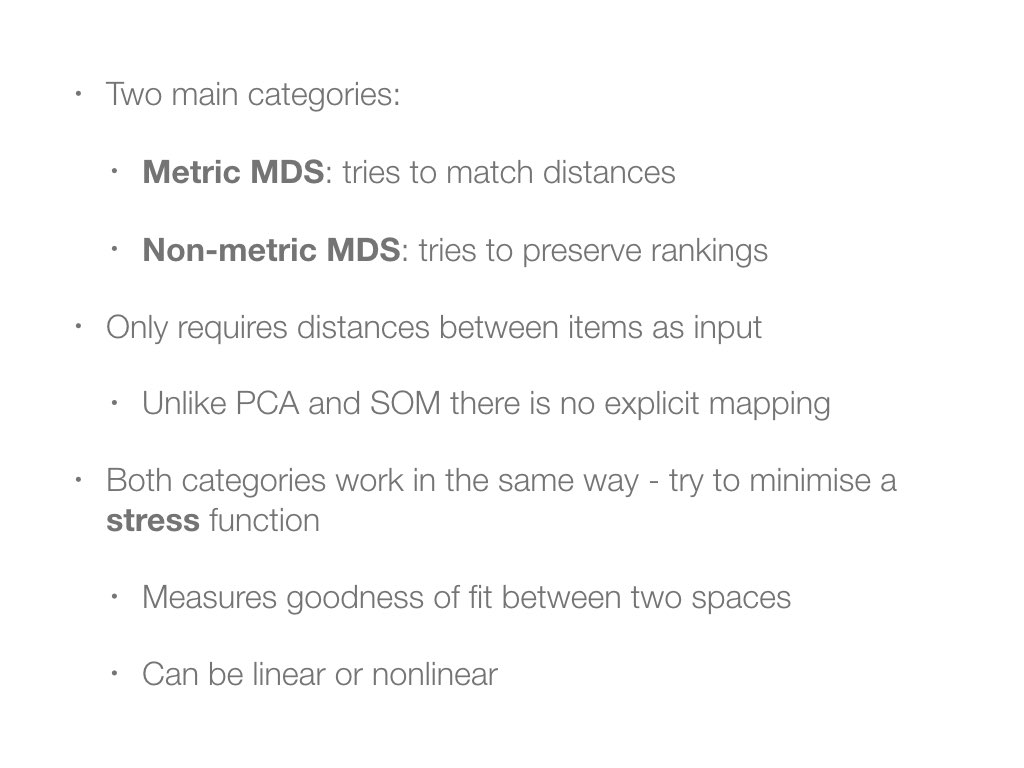 • Two main categories:
• Metric MDS: tries to match distances
• Non-metric MDS: tries to preserve rankings
• Only requires distances between items as input
• Unlike PCA and SOM there is no explicit mapping
• Both categories work in the same way - try to minimise a
stress function
• Measures goodness of fit between two spaces
• Can be linear or nonlinear